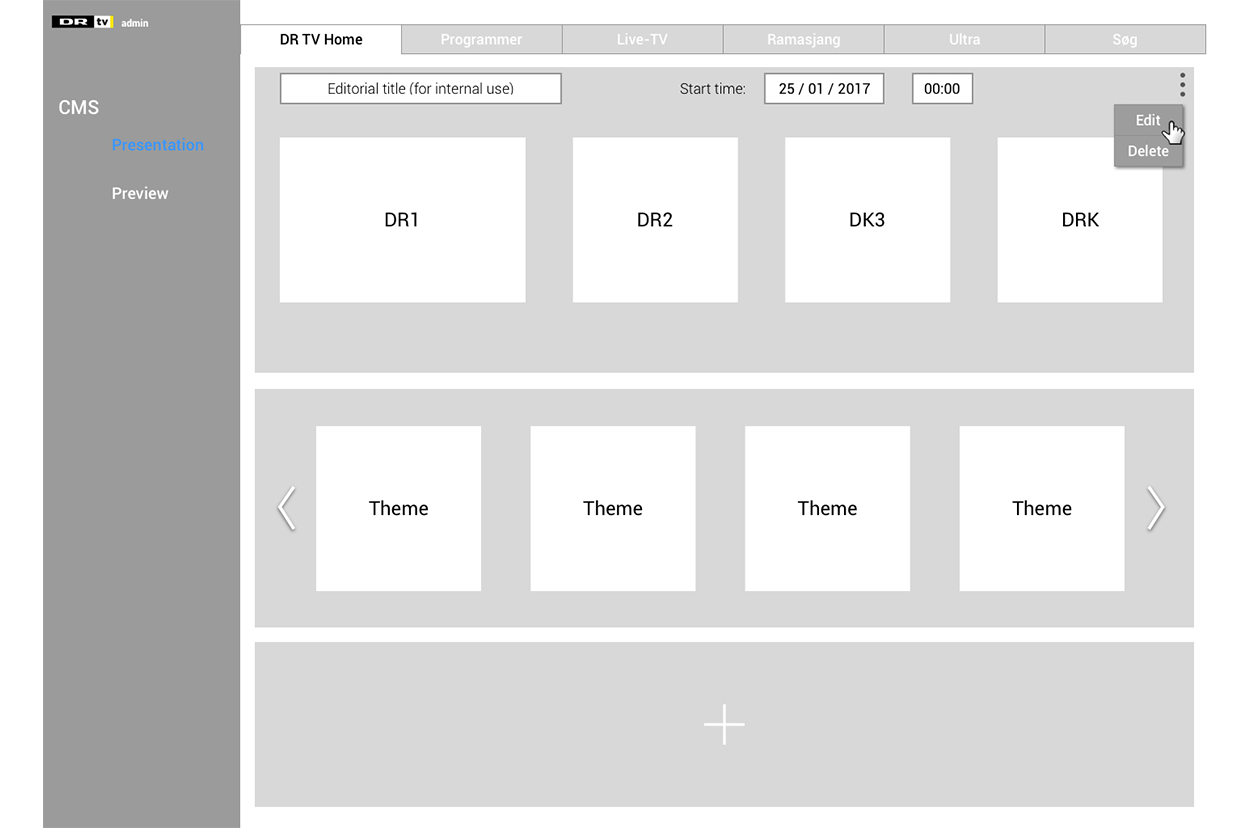 DR tv admin
DR TV Home
Programmer
Live-TV
Ramasjang
Ultra
Søg
CMS
Presentation
Preview
Editorial title (for internal use)
Start time:
25 / 01 / 2017
00:00
Edit
Delete
DR1
DR2
DK3
DRK
Theme
Theme
Theme
Theme